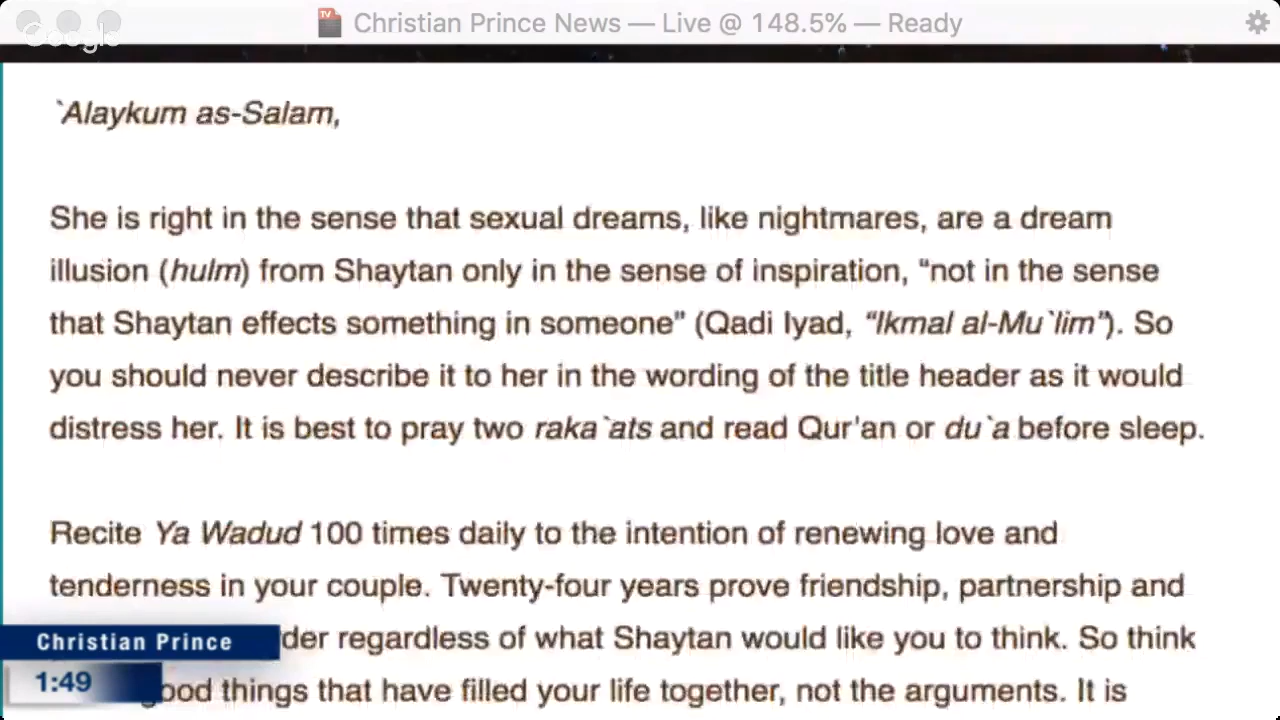 TV
Christian Prince News — Live @ 148.5% — Ready
Google
`Alaykum as-Salam,
She is right in the sense that sexual dreams, like nightmares, are a dream
illusion (hulm) from Shaytan only in the sense of inspiration, “not in the sense
that Shaytan effects something in someone” (Qadi Iyad, “Ikmal al-Mu`lim”). So
you should never describe it to her in the wording of the title header as it would
distress her. It is best to pray two raka`ats and read Qur'an or du`a before sleep.
Recite Ya Wadud 100 times daily to the intention of renewing love and
tenderness in your couple. Twenty-four years prove friendship, partnership and
der regardless of what Shaytan would like you to think. So think
Christian Prince
ood things that have filled your life together, not the arguments. It is
1:49